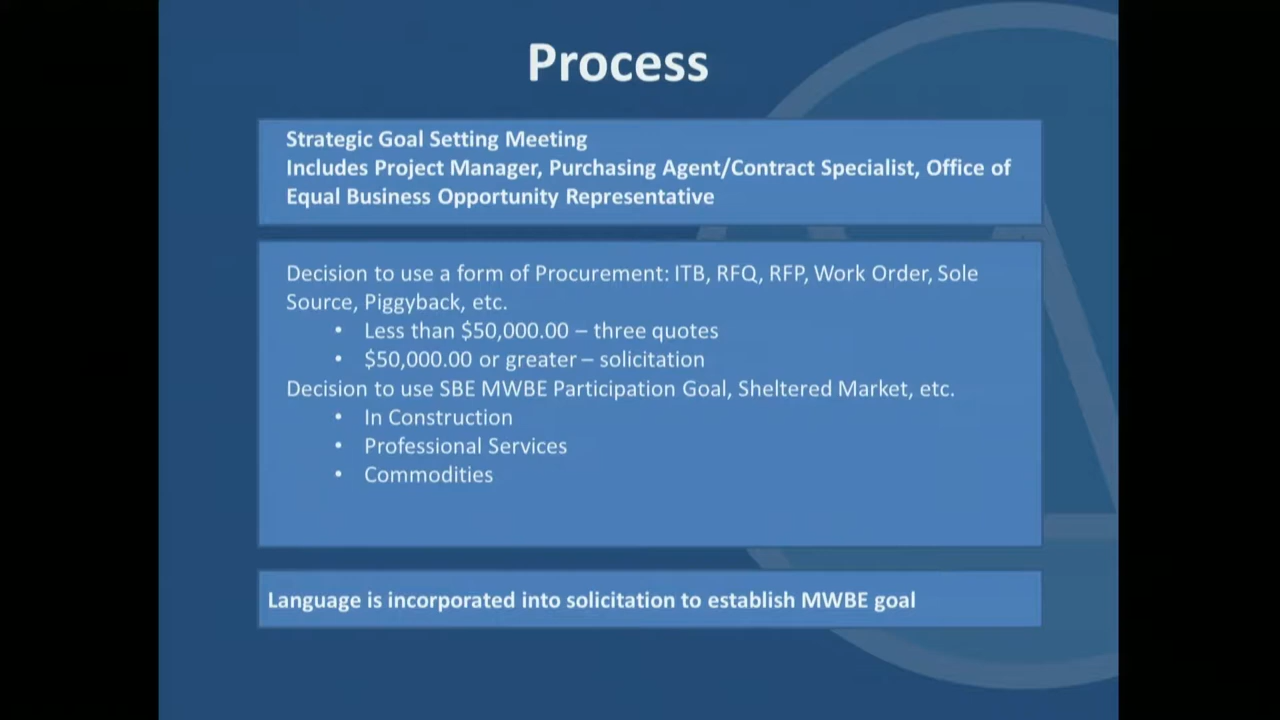 Process
Strategic Goal Setting Meeting
Includes Project Manager, Purchasing Agent/Contract Specialist, Office of
Equal Business Opportunity Representative
Decision to use a form of Procurement: ITB, RFQ, RFP, Work Order, Sole
Source, Piggyback, etc.
• Less than $50,000.00 – three quotes
• $50,000.00 or greater – solicitation
Decision to use SBE MWBE Participation Goal, Sheltered Market, etc.
• In Construction
• Professional Services
• Commodities
Language is incorporated into solicitation to establish MWBE goal